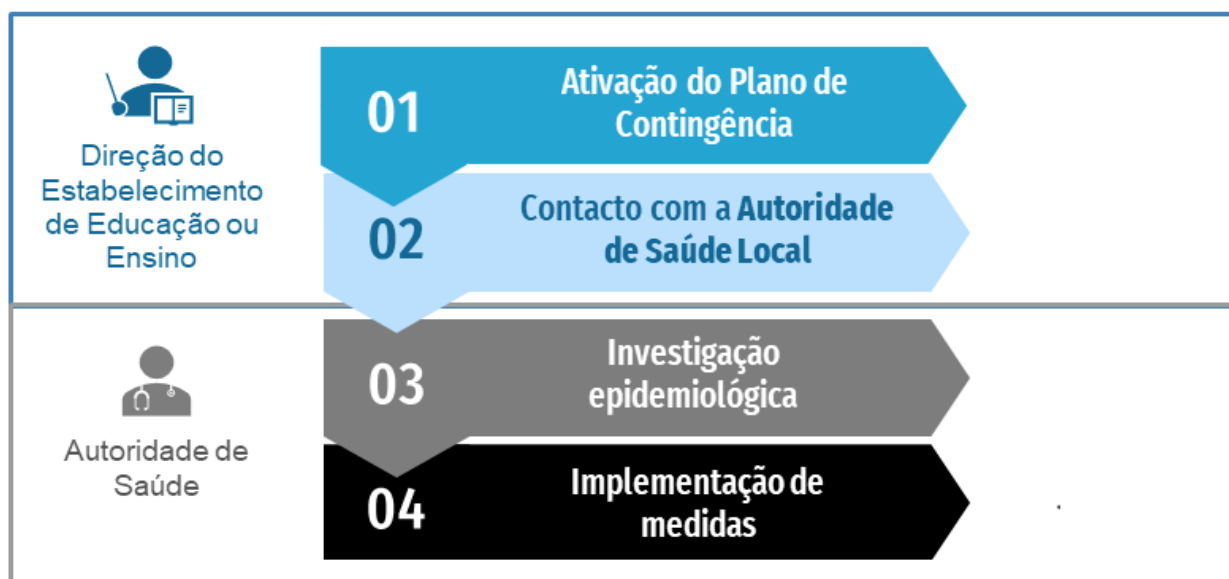 Direção do
Estabelecimento
de Educação ou
Ensino
01
Ativação do Plano de
Contingência
02
Contacto com a Autoridade
de Saúde Local
Autoridade de
Saúde
03
Investigação
epidemiológica
04
Implementação de
medidas
.